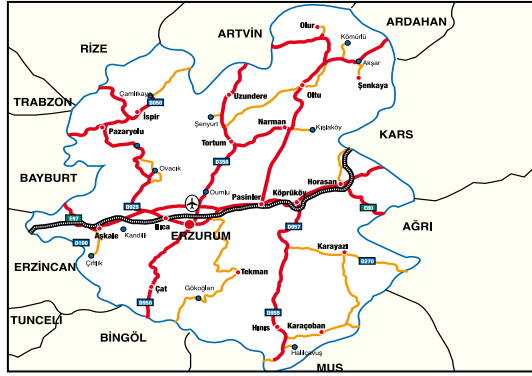 ARDAHAN
ARTVİN
Olur
Kömürlü
RİZE
Akşar
Çamlıkaya
D050
Uzundere
Oltu
Şenkaya
TRABZON
İspir
Şenyurt
Narman
Kışlaköy
Pazaryolu
KARS
Tortum
D950
Ovacık
BAYBURT
Dumlu
Horasan
Köprüköy
Pasinler
D925
E80
E97
Ilıca
D957
AĞRI
Aşkale
Kandilli
ERZURUM
D100
Karayazı
Çiftlik
D276
ERZİNCAN
Tekman
Gökoğlan
Çat
D950
D955
TUNCELİ
Hınıs
Karaçoban
BİNGÖL
Halilçavuş
MUŞ